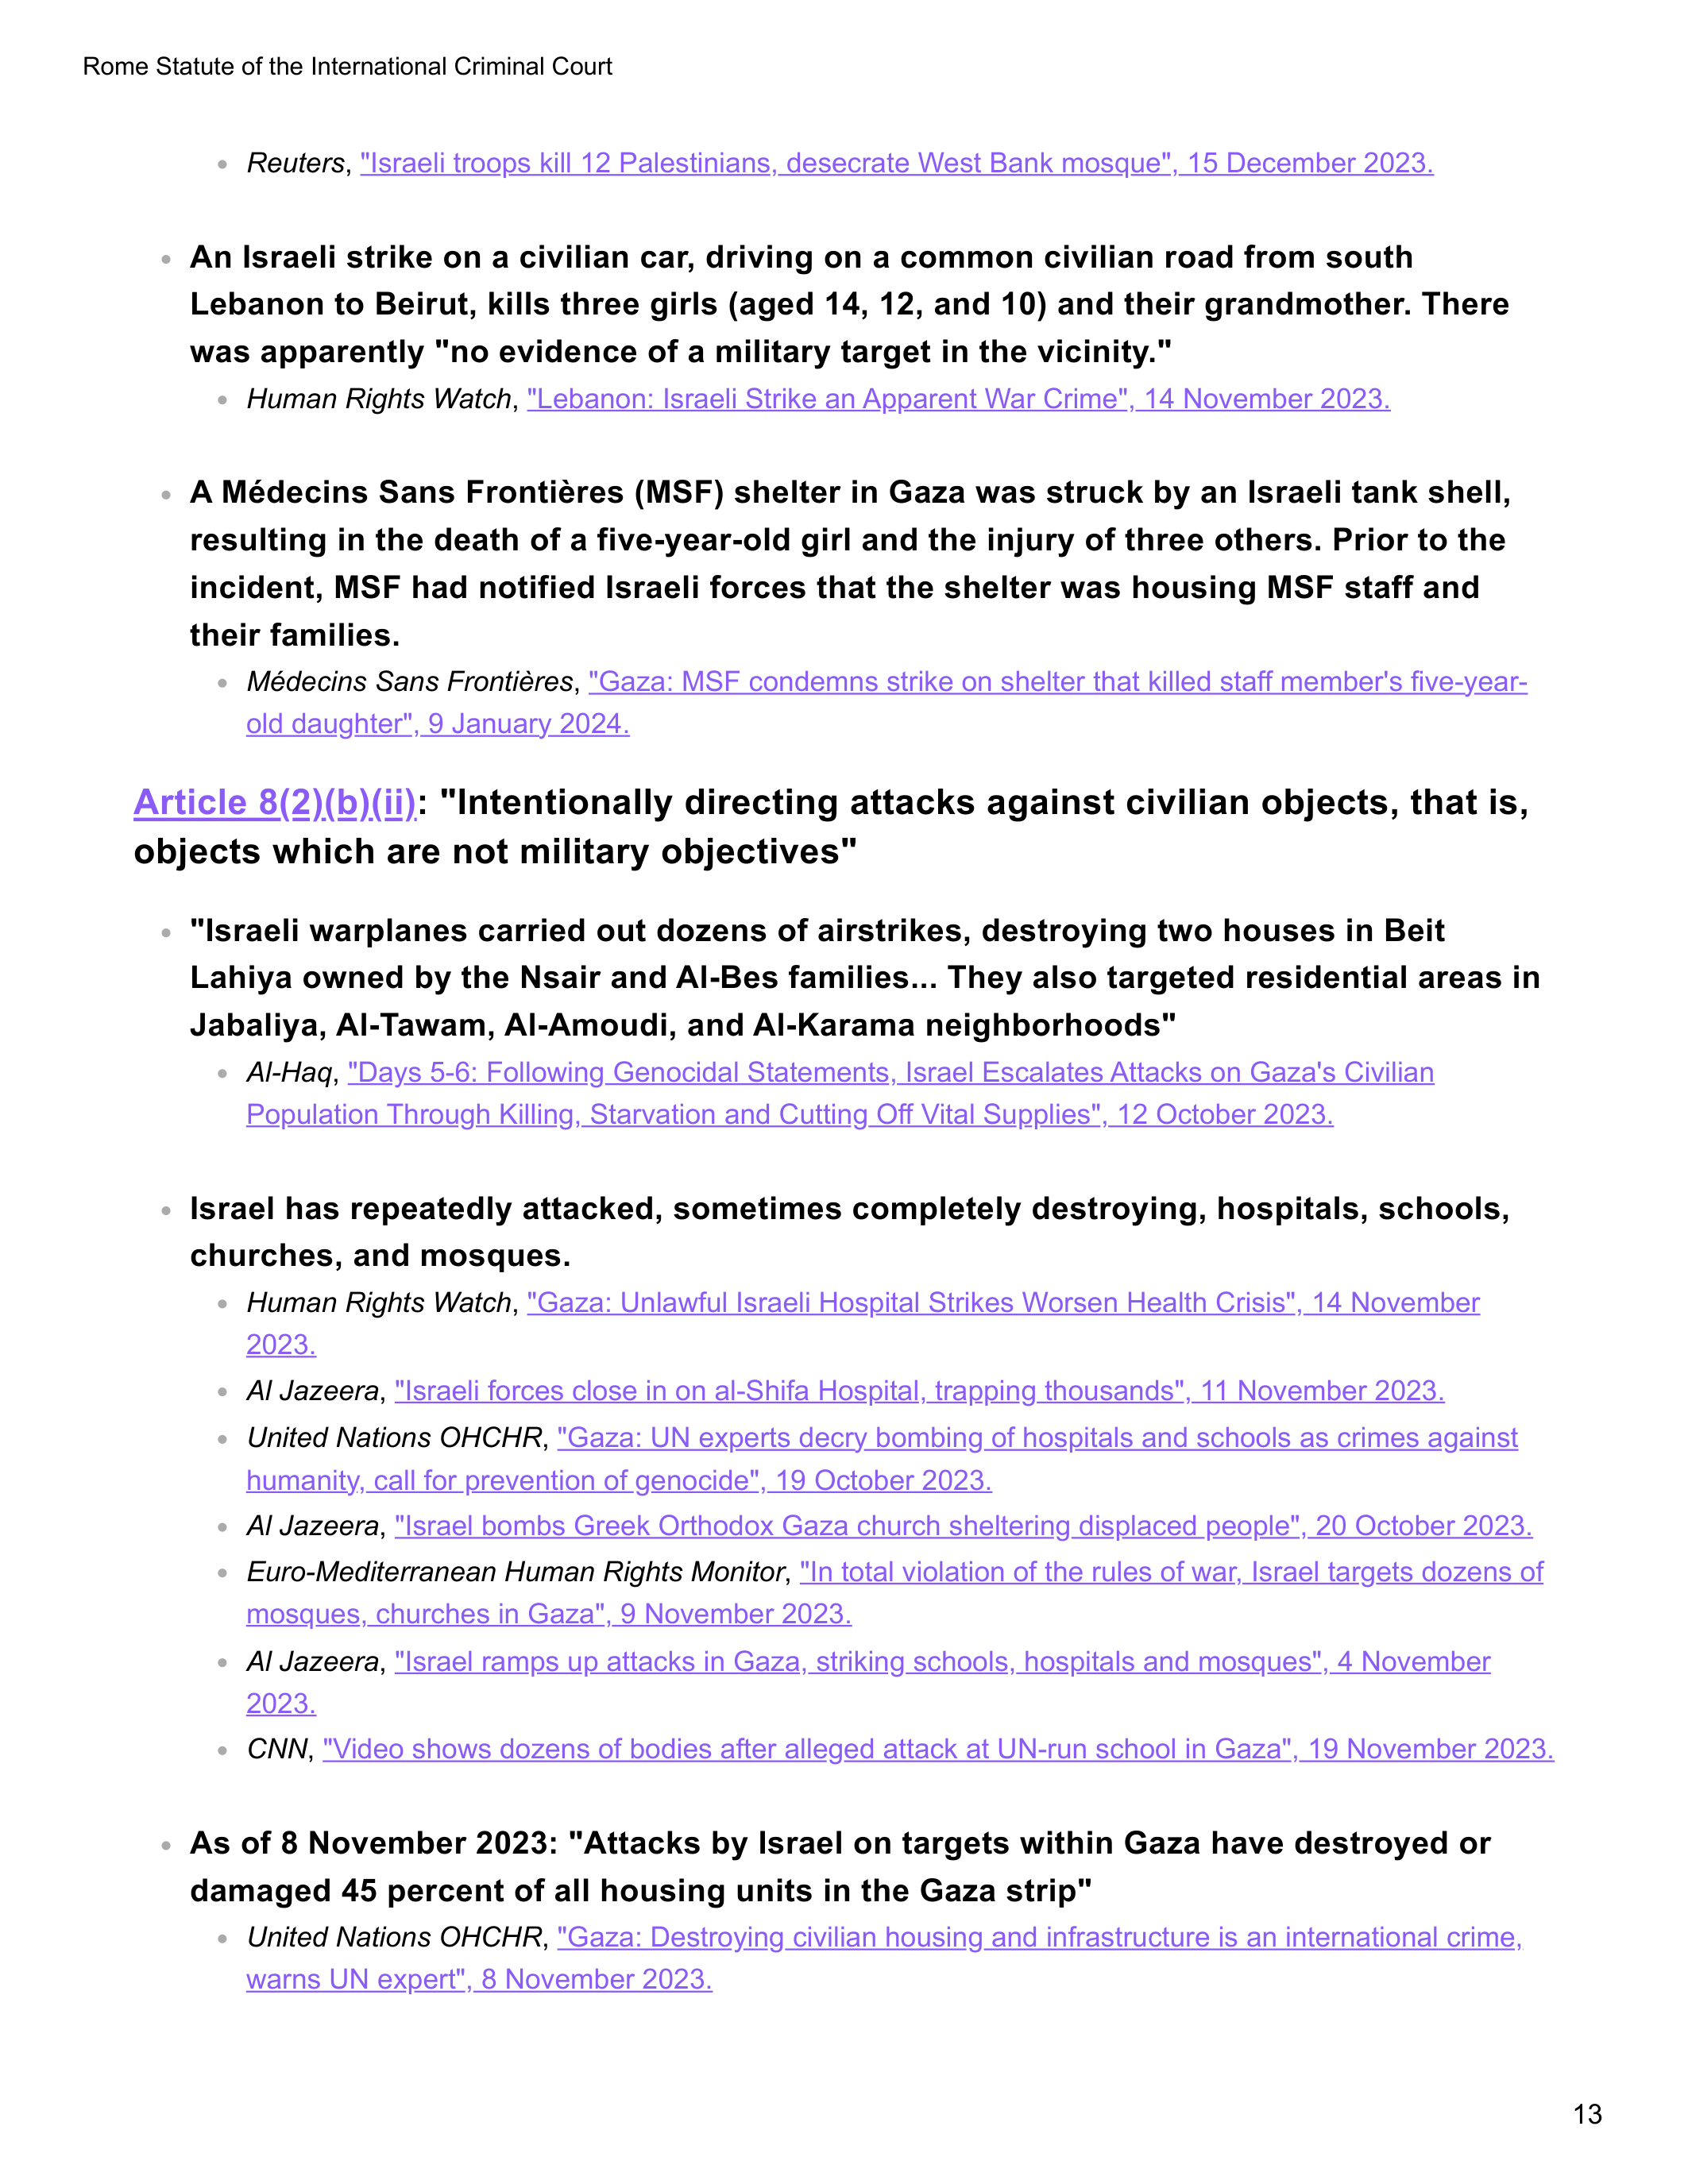 Rome Statute of the International Criminal Court
Reuters, "Israeli troops kill 12 Palestinians, desecrate West Bank mosque", 15 December 2023.
An Israeli strike on a civilian car, driving on a common civilian road from south
Lebanon to Beirut, kills three girls (aged 14, 12, and 10) and their grandmother. There
was apparently "no evidence of a military target in the vicinity."
Human Rights Watch, "Lebanon: Israeli Strike an Apparent War Crime", 14 November 2023.
A Médecins Sans Frontières (MSF) shelter in Gaza was struck by an Israeli tank shell,
resulting in the death of a five-year-old girl and the injury of three others. Prior to the
incident, MSF had notified Israeli forces that the shelter was housing MSF staff and
their families.
Médecins Sans Frontières, "Gaza: MSF condemns strike on shelter that killed staff member's five-year-
old daughter", 9 January 2024.
Article 8(2)(b)(ii): "Intentionally directing attacks against civilian objects, that is,
objects which are not military objectives"
"Israeli warplanes carried out dozens of airstrikes, destroying two houses in Beit
Lahiya owned by the Nsair and Al-Bes families... They also targeted residential areas in
Jabaliya, Al-Tawam, Al-Amoudi, and Al-Karama neighborhoods"
Al-Haq, "Days 5-6: Following Genocidal Statements, Israel Escalates Attacks on Gaza's Civilian
Population Through Killing, Starvation and Cutting Off Vital Supplies", 12 October 2023.
Israel has repeatedly attacked, sometimes completely destroying, hospitals, schools,
churches, and mosques.
Human Rights Watch, "Gaza: Unlawful Israeli Hospital Strikes Worsen Health Crisis", 14 November
2023.
Al Jazeera, "Israeli forces close in on al-Shifa Hospital, trapping thousands", 11 November 2023.
United Nations OHCHR, "Gaza: UN experts decry bombing of hospitals and schools as crimes against
humanity, call for prevention of genocide", 19 October 2023.
Al Jazeera, "Israel bombs Greek Orthodox Gaza church sheltering displaced people", 20 October 2023.
Euro-Mediterranean Human Rights Monitor, "In total violation of the rules of war, Israel targets dozens of
mosques, churches in Gaza", 9 November 2023.
Al Jazeera, "Israel ramps up attacks in Gaza, striking schools, hospitals and mosques", 4 November
2023.
CNN, "Video shows dozens of bodies after alleged attack at UN-run school in Gaza", 19 November 2023.
As of 8 November 2023: "Attacks by Israel on targets within Gaza have destroyed or
damaged 45 percent of all housing units in the Gaza strip"
United Nations OHCHR, "Gaza: Destroying civilian housing and infrastructure is an international crime,
warns UN expert", 8 November 2023.
13